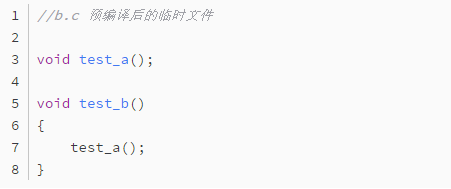 1 //b.c 预编译后的临时文件
2
3 void test_a();
4
5 void test_b()
6 {
7     test_a();
8 }